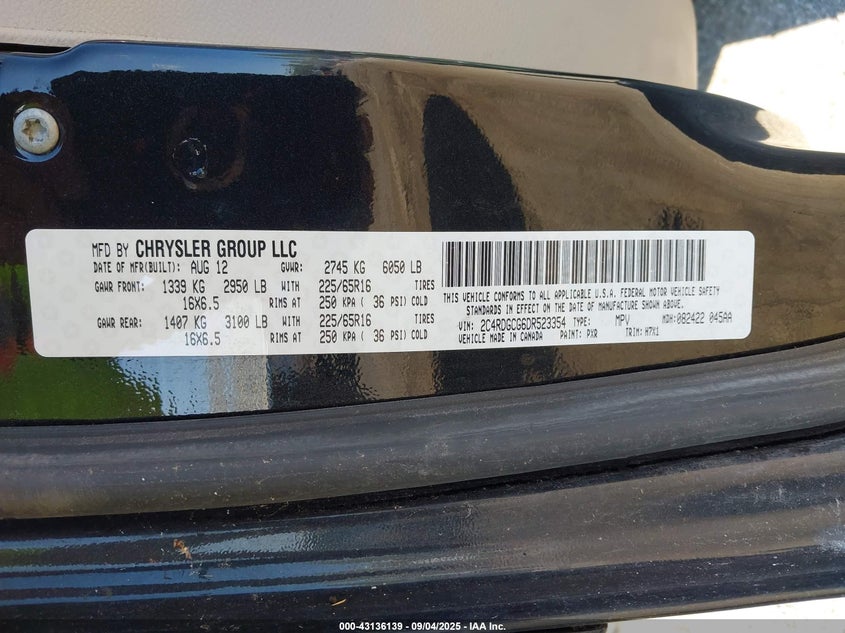 MFD BY CHRYSLER GROUP LLC
DATE OF MFR(BUILT): AUG 12 GVWR: 2745 KG 6050 LB
GAWR FRONT: 1339 KG 2950 LB WITH 225/65R16 TIRES
16X6.5 RIMS AT 250 KPA ( 36 PSI) COLD
GAWR REAR: 1407 KG 3100 LB WITH 225/65R16 TIRES
16X6.5 RIMS AT 250 KPA ( 36 PSI) COLD
THIS VEHICLE CONFORMS TO ALL APPLICABLE U.S.A. FEDERAL MOTOR VEHICLE SAFETY
STANDARDS IN EFFECT ON THE DATE OF MANUFACTURE SHOWN ABOVE.
VIN: 2C4RDGCG6DR523354 TYPE: MPV MDH: 082422 045AA
VEHICLE MADE IN CANADA PAINT: PXR TRIM: H7X1
000-43136139 - 09/04/2025 - IAA Inc.